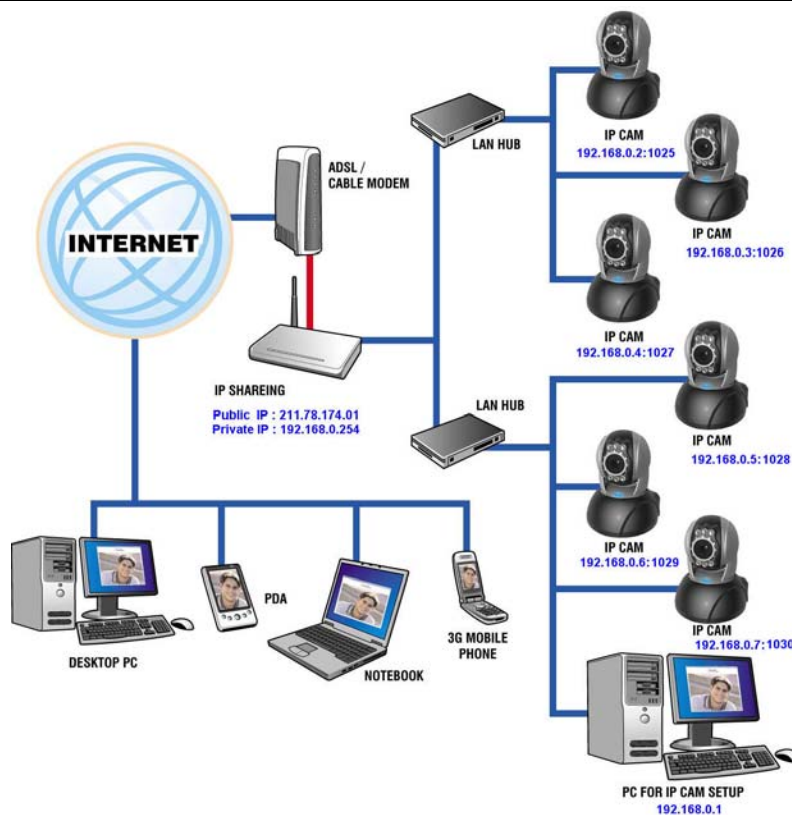 IP CAM
192.168.0.2:1025
LAN HUB
ADSL /
CABLE MODEM
IP CAM
192.168.0.3:1026
INTERNET
IP CAM
192.168.0.4:1027
IP SHAREING
Public IP : 211.78.174.01
Private IP : 192.168.0.254
LAN HUB
IP CAM
192.168.0.5:1028
IP CAM
192.168.0.6:1029
IP CAM
192.168.0.7:1030
PDA
3G MOBILE
PHONE
DESKTOP PC
NOTEBOOK
PC FOR IP CAM SETUP
192.168.0.1